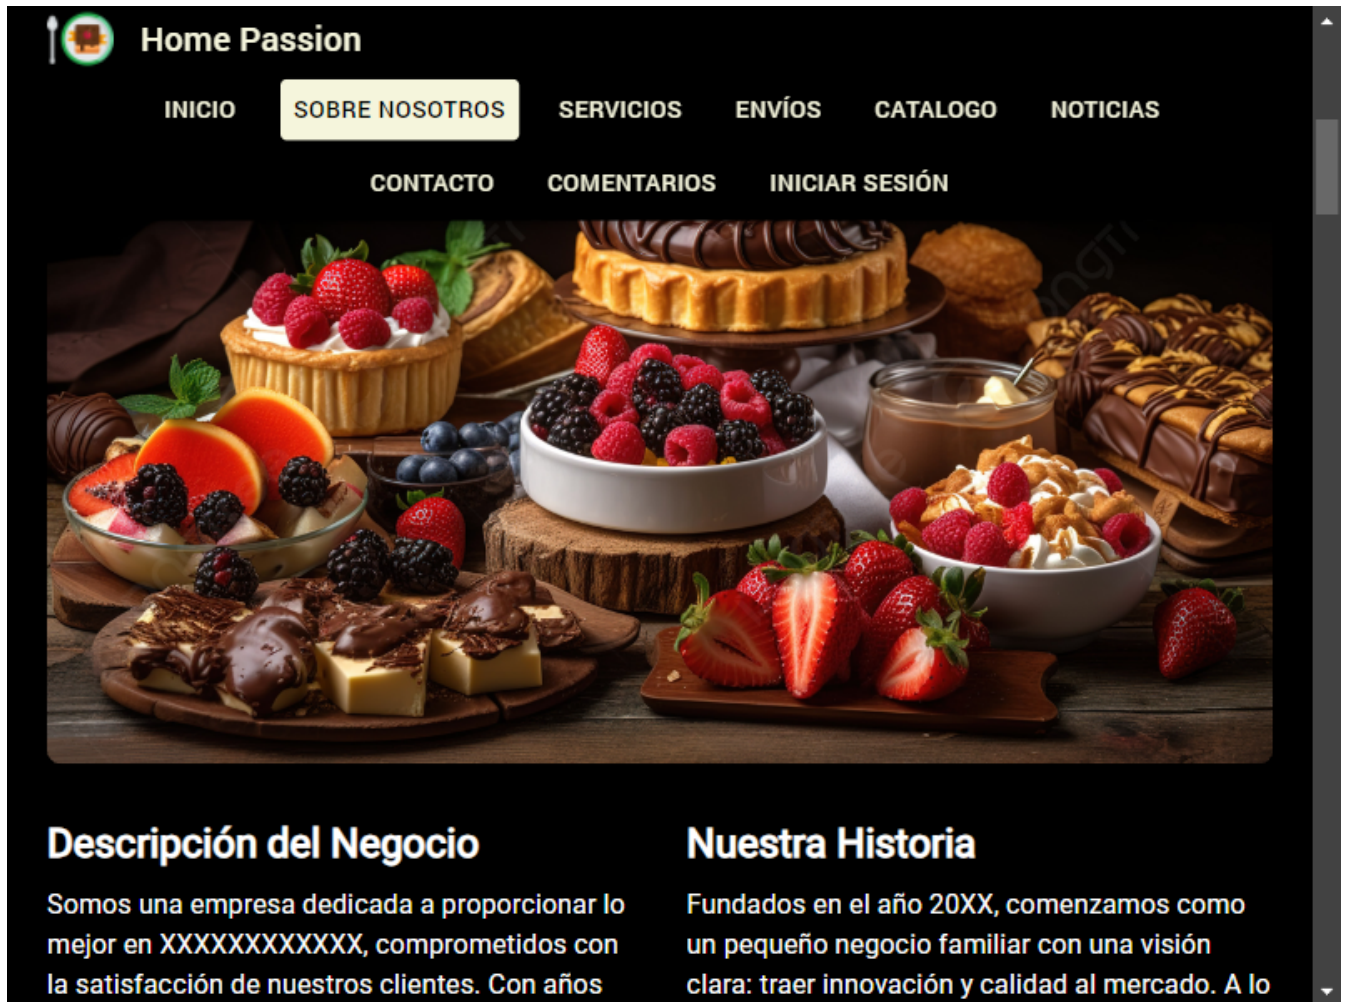 Home Passion
INICIO SOBRE NOSOTROS SERVICIOS ENVÍOS CATALOGO NOTICIAS
CONTACTO COMENTARIOS INICIAR SESIÓN
Descripción del Negocio
Somos una empresa dedicada a proporcionar lo
mejor en XXXXXXXXXXXX, comprometidos con
la satisfacción de nuestros clientes. Con años
Nuestra Historia
Fundados en el año 20XX, comenzamos como
un pequeño negocio familiar con una visión
clara: traer innovación y calidad al mercado. A lo